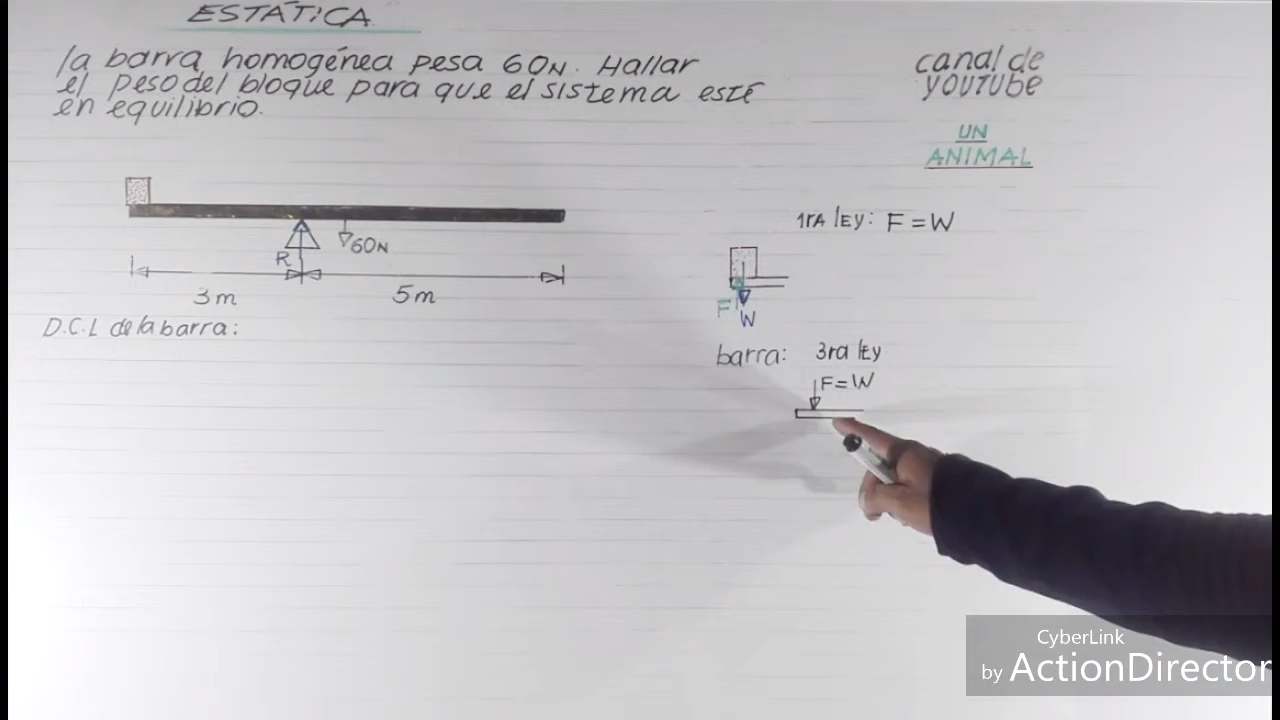 ESTÁTICA
la barra homogénea pesa 60N. Hallar
el peso del bloque para que el sistema esté
en equilibrio.
canal de
YOUTUBE
UN
ANIMAL
1rA lEy: F = W
60N
R
3m
5m
F
W
D.C.L de la barra:
barra: 3ra lEy
F = W
CyberLink
by ActionDirector